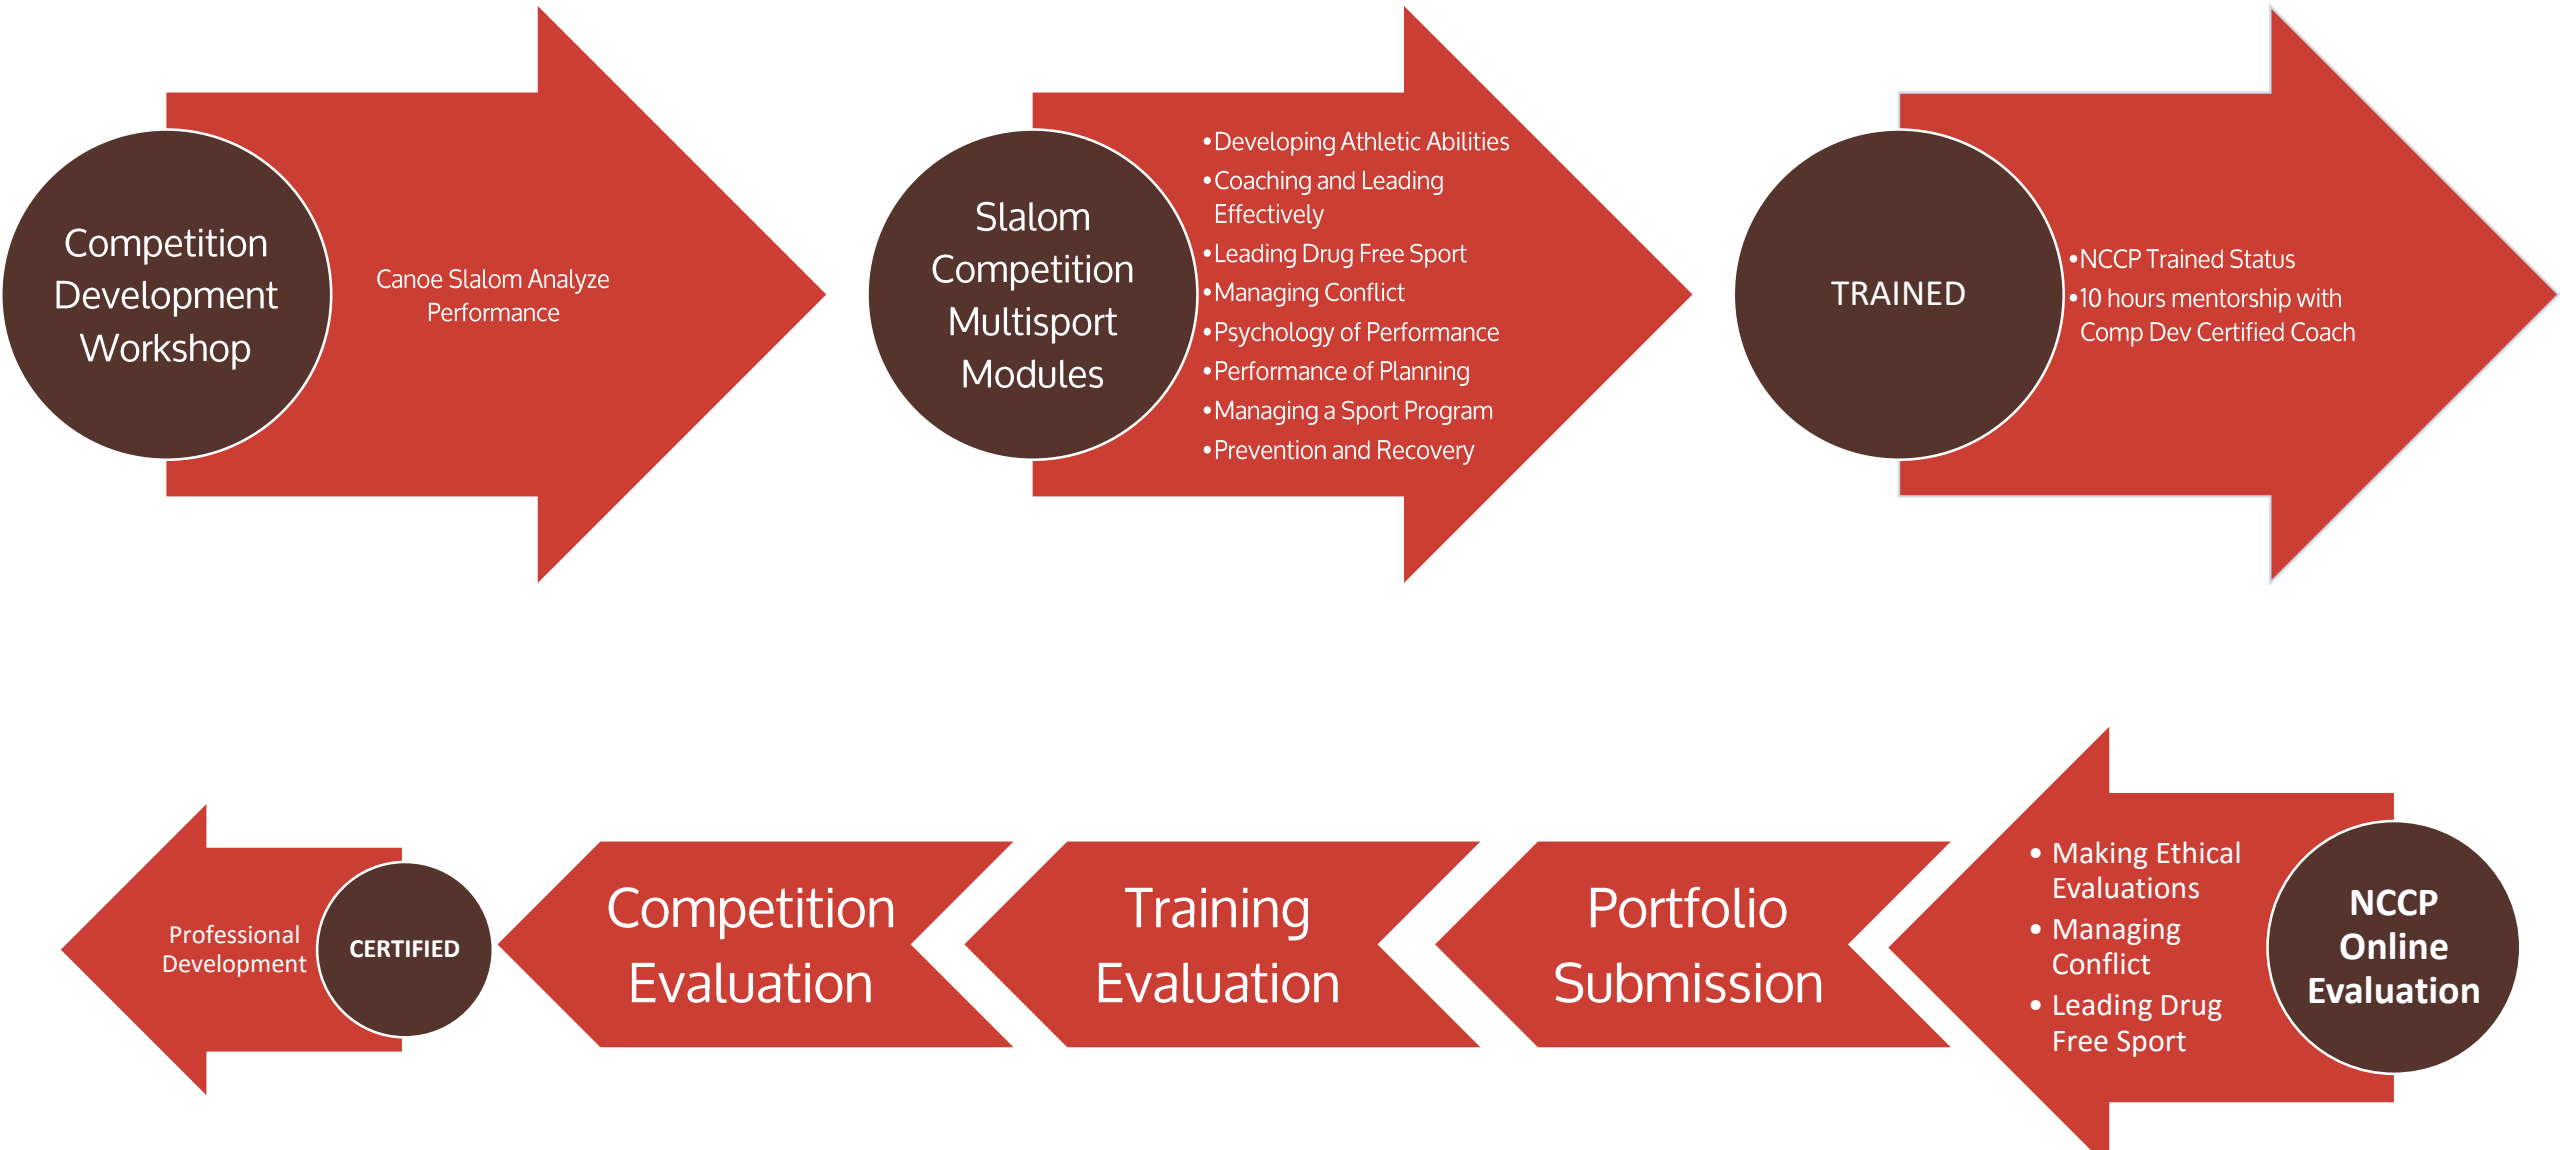 Competition
Development
Workshop
Canoe Slalom Analyze
Performance
Slalom
Competition
Multisport
Modules
•Developing Athletic Abilities
•Coaching and Leading
Effectively
•Leading Drug Free Sport
•Managing Conflict
•Psychology of Performance
•Performance of Planning
•Managing a Sport Program
•Prevention and Recovery
TRAINED
•NCCP Trained Status
•10 hours mentorship with
Comp Dev Certified Coach
NCCP
Online
Evaluation
• Making Ethical
Evaluations
• Managing
Conflict
• Leading Drug
Free Sport
Portfolio
Submission
Training
Evaluation
Competition
Evaluation
CERTIFIED
Professional
Development